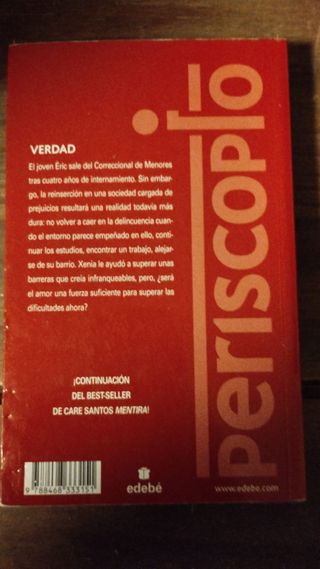 VERDAD
El joven Éric sale del Correccional de Menores
tras cuatro años de internamiento. Sin embar-
go, la reinserción en una sociedad cargada de
prejuicios resultará una realidad todavía más
dura: no volver a caer en la delincuencia cuan-
do el entorno parece empeñado en ello, conti-
nuar los estudios, encontrar un trabajo, alejar-
se de su barrio. Xenia le ayudó a superar unas
barreras que creía infranqueables, pero, ¿será
el amor una fuerza suficiente para superar las
dificultades ahora?
¡CONTINUACIÓN
DEL BEST-SELLER
DE CARE SANTOS MENTIRA!
periscopio
9 788468 333151
edebé
www.edebe.com